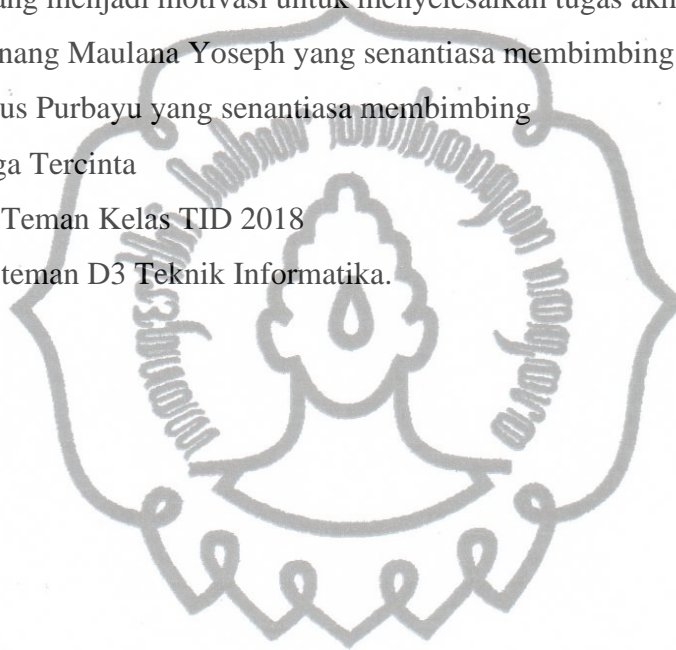 ang menjadi motivasi untuk menyelesaikan tugas akh
nang Maulana Yoseph yang senantiasa membimbing
us Purbayu yang senantiasa membimbing
ga Tercinta
Teman Kelas TID 2018
teman D3 Teknik Informatika.